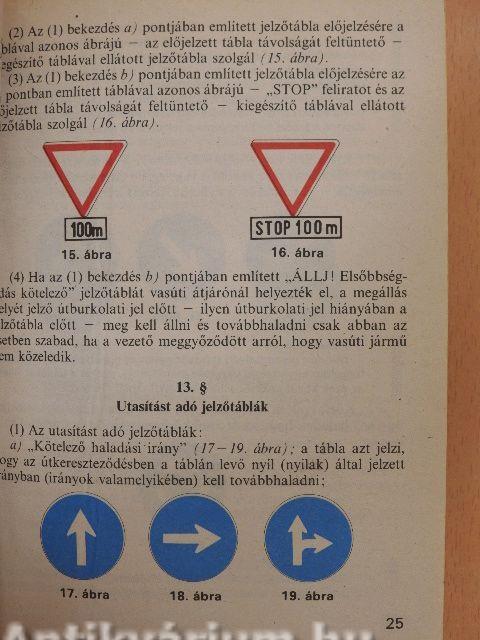 (2) Az (1) bekezdés a) pontjában említett jelzőtábla előjelzésére a
blával azonos ábrájú — az előjelzett tábla távolságát feltüntető —
egészítő táblával ellátott jelzőtábla szolgál (15. ábra).
(3) Az (1) bekezdés b) pontjában említett jelzőtábla előjelzésére az
pontban említett táblával azonos ábrájú — „STOP” feliratot és az
őjelzett tábla távolságát feltüntető — kiegészítő táblával ellátott
lzőtábla szolgál (16. ábra).
100m
STOP 100 m
15. ábra
16. ábra
(4) Ha az (1) bekezdés b) pontjában említett „ÁLLJ! Elsőbbség-
dás kötelező” jelzőtáblát vasúti átjárónál helyezték el, a megállás
elyét jelző útburkolati jel előtt — ilyen útburkolati jel hiányában a
lzőtábla előtt — meg kell állni és továbbhaladni csak abban az
setben szabad, ha a vezető meggyőződött arról, hogy vasúti jármű
em közeledik.
13. §
Utasítást adó jelzőtáblák
(1) Az utasítást adó jelzőtáblák:
a) „Kötelező haladási irány” (17—19. ábra); a tábla azt jelzi,
ogy az útkereszteződésben a táblán levő nyíl (nyilak) által jelzett
rányban (irányok valamelyikében) kell továbbhaladni;
17. ábra
18. ábra
19. ábra
25
Antikvárium.hu